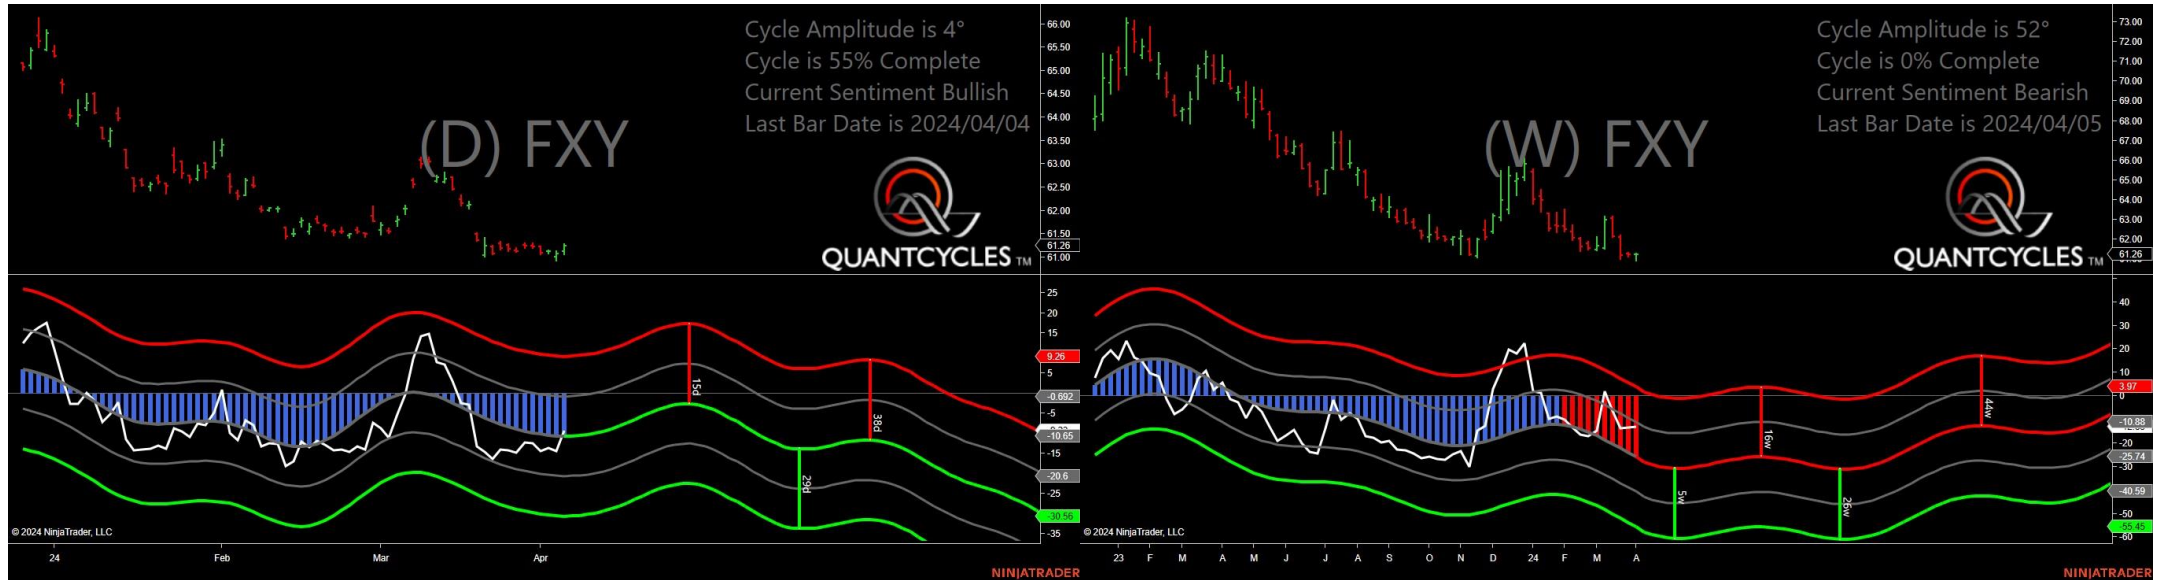 Cycle Amplitude is 4°
Cycle is 55% Complete
Current Sentiment Bullish
Last Bar Date is 2024/04/04
(D) FXY
QUANTCYCLES TM
66.00
65.50
65.00
64.50
64.00
63.50
63.00
62.50
62.00
61.50
61.26
61.00
25
20
15
9.26
5
-0.692
-5
-10.65
-15
-20.6
-25
-30.56
-35
15d
38d
29d
© 2024 NinjaTrader, LLC
24 Feb Mar Apr
NINJATRADER
Cycle Amplitude is 52°
Cycle is 0% Complete
Current Sentiment Bearish
Last Bar Date is 2024/04/05
(W) FXY
QUANTCYCLES TM
73.00
72.00
71.00
70.00
69.00
68.00
67.00
66.00
65.00
64.00
63.00
62.00
61.26
40
30
20
10
3.97
0
-10.88
-20
-25.74
-30
-40.59
-50
-55.45
-60
16w
44w
5w
26w
© 2024 NinjaTrader, LLC
23 F M A M J J A S O N D 24 F M A
NINJATRADER